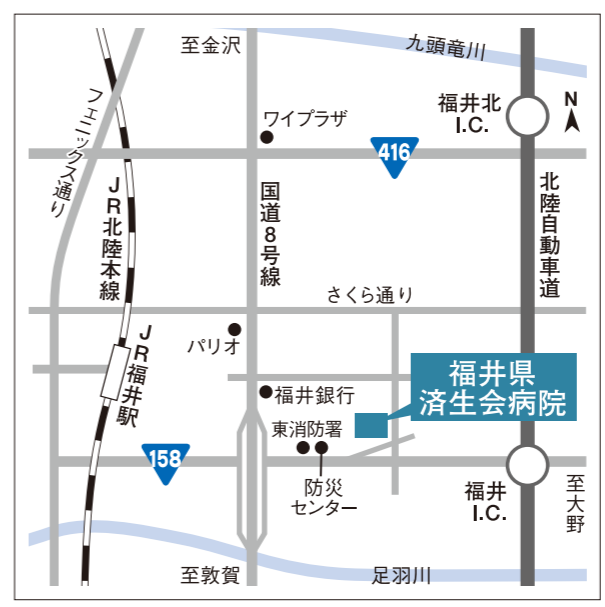 至金沢
九頭竜川
福井北
I.C.
N
ワイプラザ
416
フェニックス通り
JR北陸本線
国道8号線
北陸自動車道
さくら通り
パリオ
JR福井駅
福井県
済生会病院
福井銀行
東消防署
158
防災
センター
福井
I.C.
至大野
至敦賀
足羽川